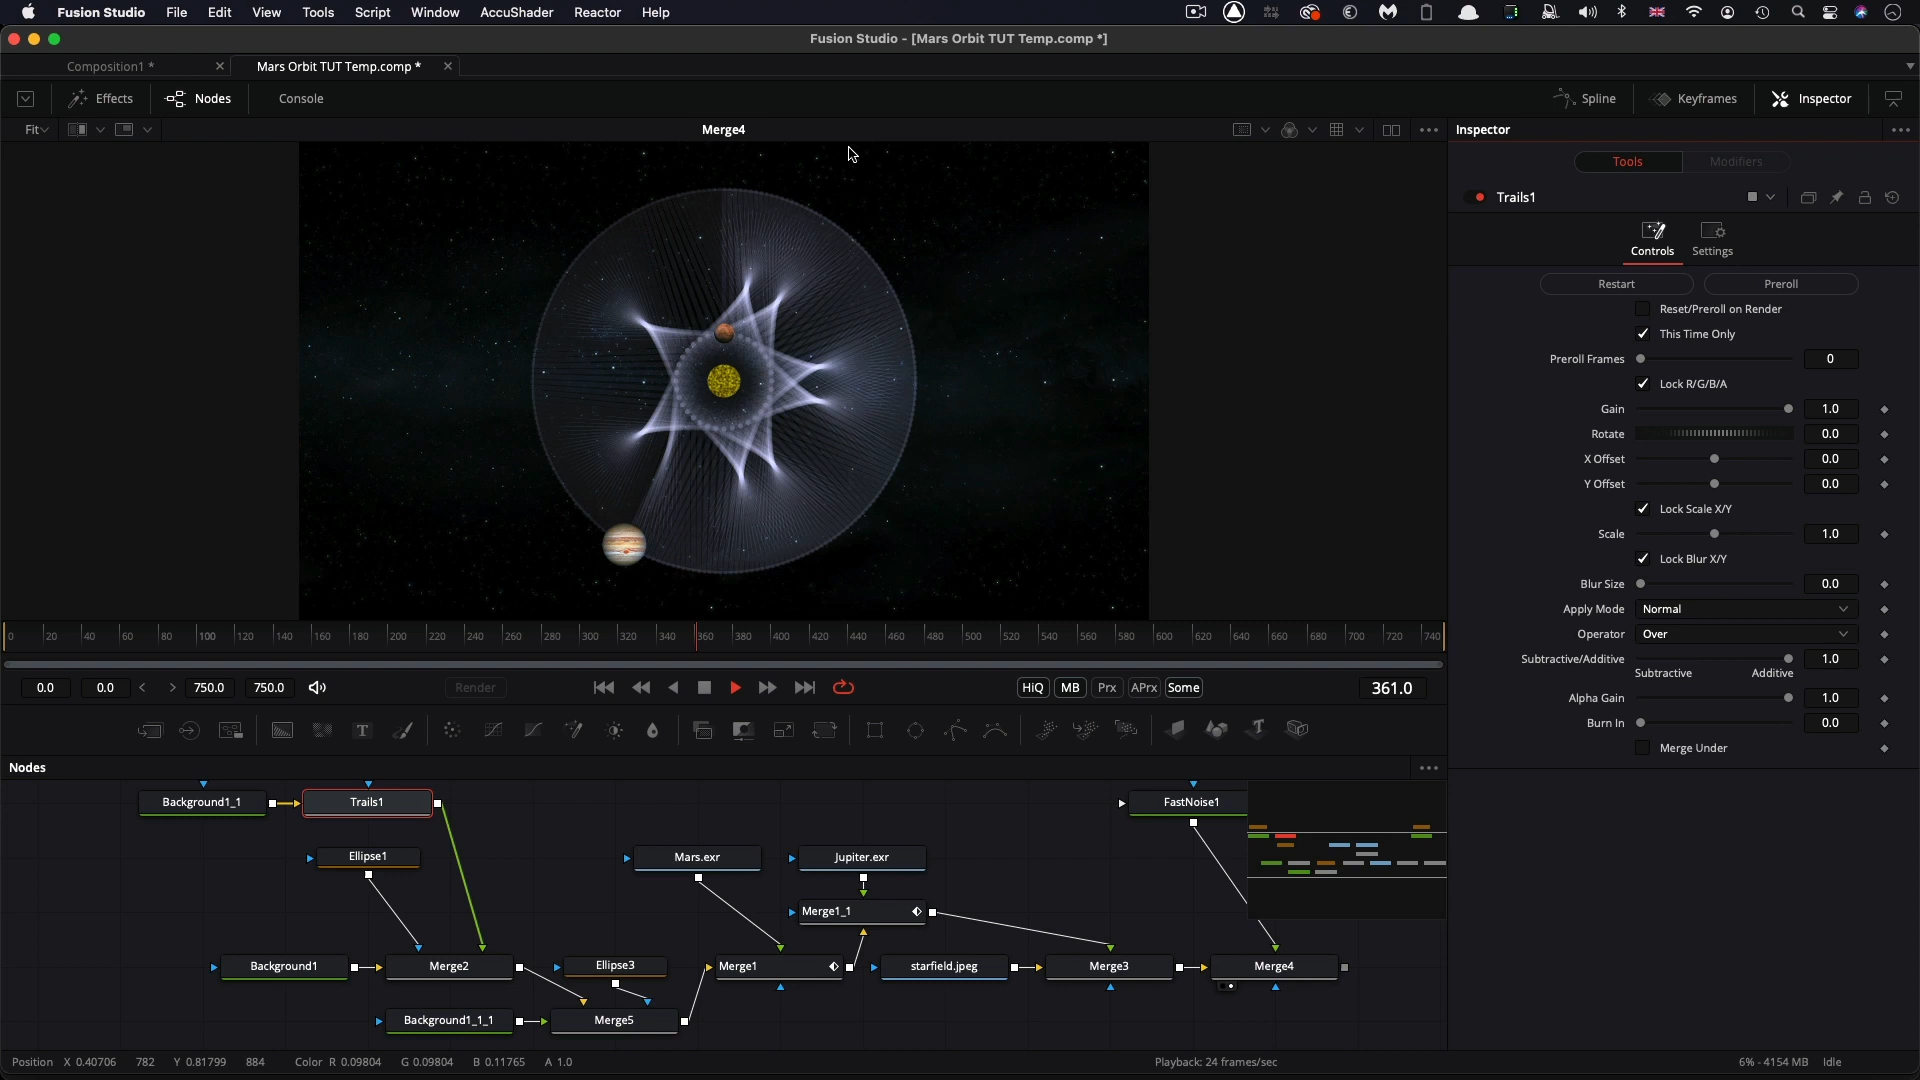 Fusion Studio File Edit View Tools Script Window AccuShader Reactor Help
Fusion Studio - [Mars Orbit TUT Temp.comp *]
Composition1 * Mars Orbit TUT Temp.comp *
Effects Nodes Console Spline Keyframes Inspector
Fit Merge4 Inspector
Tools Modifiers
Trails1
Controls Settings
Restart Preroll
Reset/Preroll on Render
This Time Only
Preroll Frames 0
Lock R/G/B/A
Gain 1.0
Rotate 0.0
X Offset 0.0
Y Offset 0.0
Lock Scale X/Y
Scale 1.0
Lock Blur X/Y
Blur Size 0.0
Apply Mode Normal
Operator Over
Subtractive/Additive 1.0
Subtractive Additive
Alpha Gain 1.0
Burn In 0.0
Merge Under
0 20 40 60 80 100 120 140 160 180 200 220 240 260 280 300 320 340 360 380 400 420 440 460 480 500 520 540 560 580 600 620 640 660 680 700 720 740
0.0 0.0 750.0 750.0 Render HiQ MB Prx APrx Some 361.0
Nodes
Background1_1 Trails1 FastNoise1
Ellipse1 Mars.exr Jupiter.exr
Merge1_1
Background1 Merge2 Ellipse3 Merge1 starfield.jpeg Merge3 Merge4
Background1_1_1 Merge5
Position X 0.40706 782 Y 0.81799 884 Color R 0.09804 G 0.09804 B 0.11765 A 1.0 Playback: 24 frames/sec 6% - 4154 MB Idle